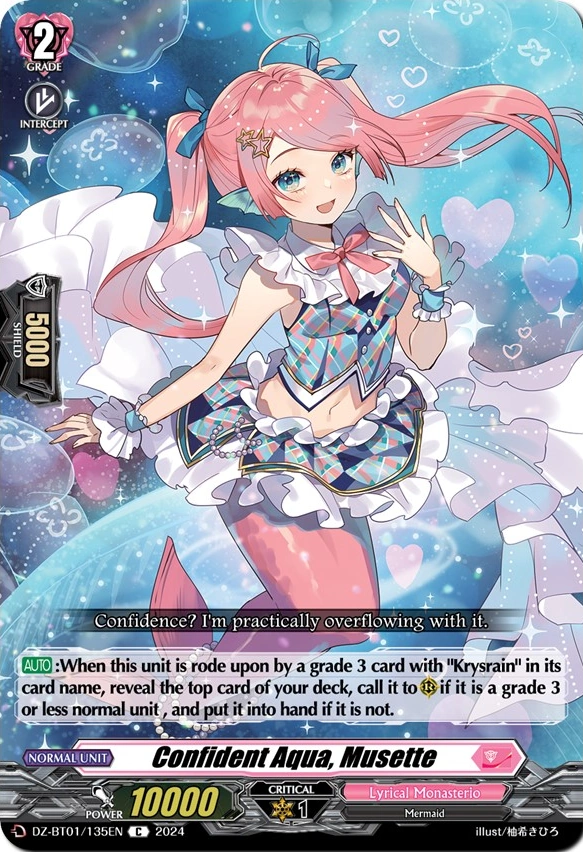 2
GRADE
INTERCEPT
5000
SHIELD
Confidence? I'm practically overflowing with it.
AUTO :When this unit is rode upon by a grade 3 card with "Krysrain" in its
card name, reveal the top card of your deck, call it to R if it is a grade 3
or less normal unit , and put it into hand if it is not.
NORMAL UNIT
Confident Aqua, Musette
POWER 10000
CRITICAL
1
Lyrical Monasterio
Mermaid
D DZ-BT01/135EN C 2024
illust/柚希きひろ